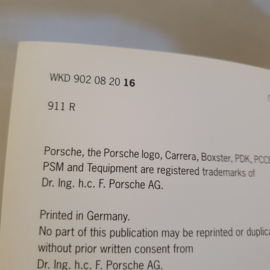 WKD 902 08 20 16
911 R
Porsche, the Porsche logo, Carrera, Boxster, PDK, PCCB
PSM and Tequipment are registered trademarks of
Dr. Ing. h.c. F. Porsche AG.
Printed in Germany.
No part of this publication may be reprinted or
without prior written consent from
Dr. Ing. h.c. F. Porsche AG.